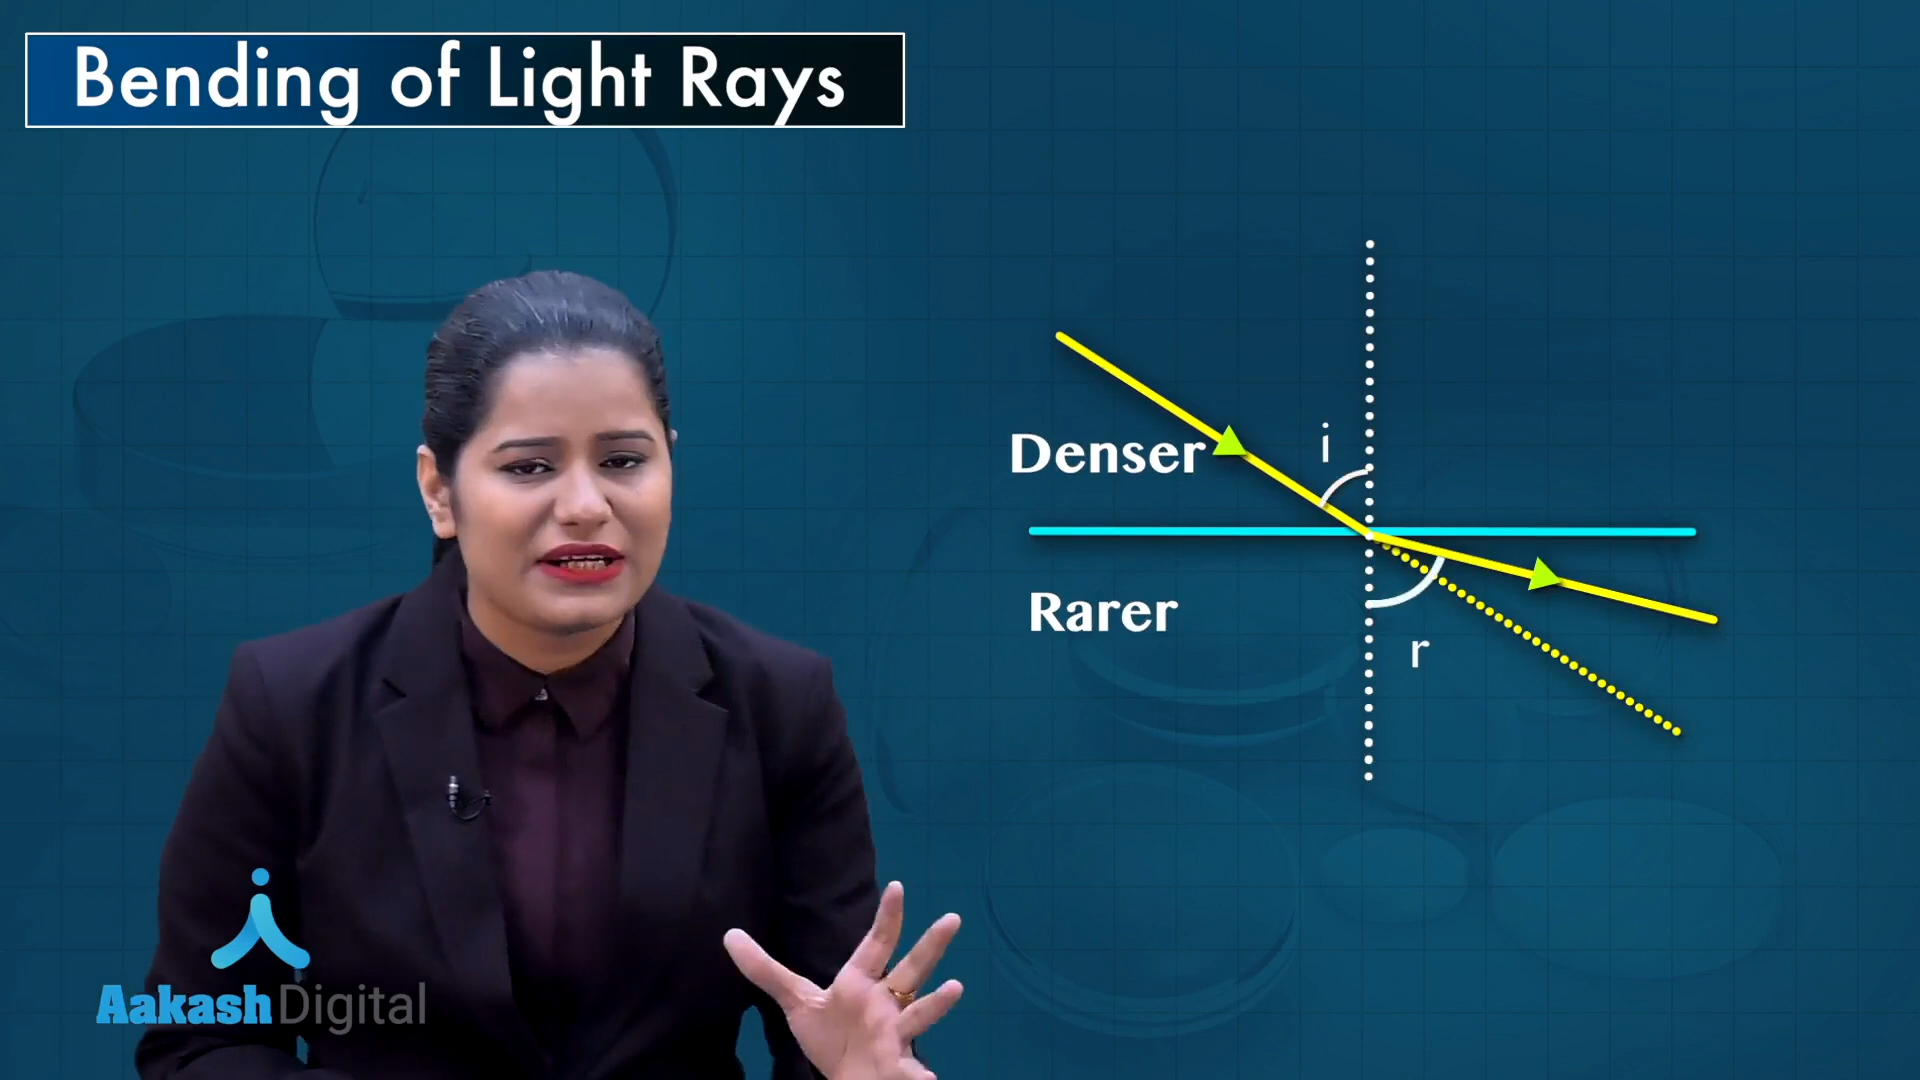 Bending of Light Rays
Denser
i
Rarer
r
Aakash Digital